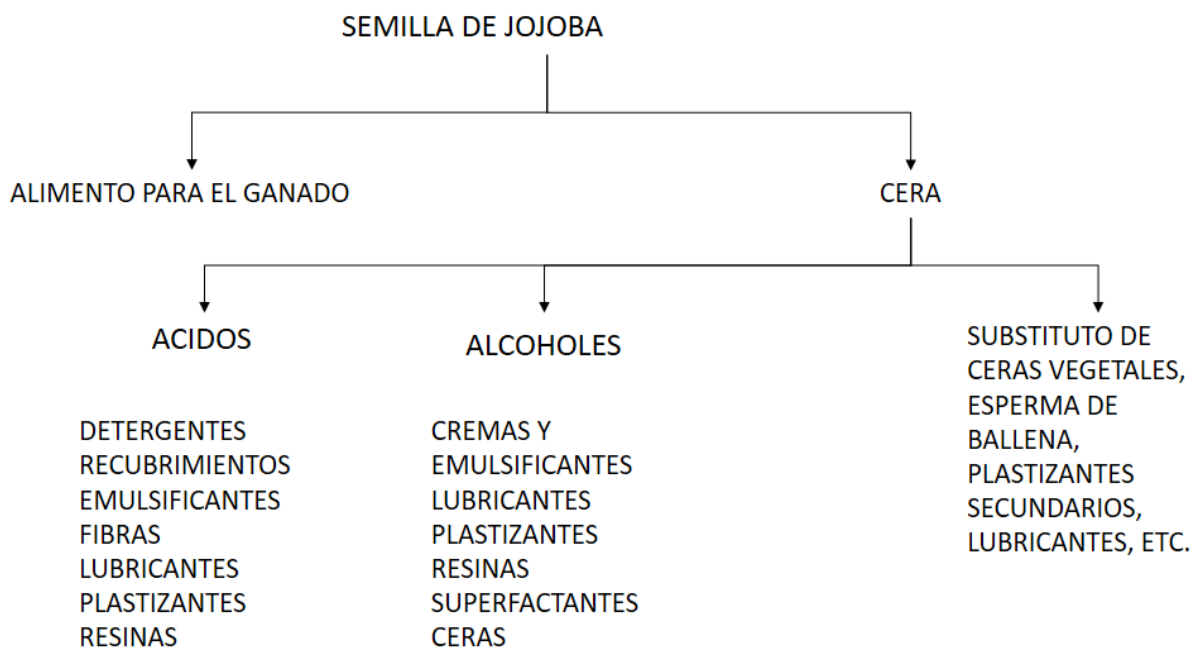 SEMILLA DE JOJOBA
ALIMENTO PARA EL GANADO
CERA
ACIDOS
DETERGENTES
RECUBRIMIENTOS
EMULSIFICANTES
FIBRAS
LUBRICANTES
PLASTIZANTES
RESINAS
ALCOHOLES
CREMAS Y
EMULSIFICANTES
LUBRICANTES
PLASTIZANTES
RESINAS
SUPERFACTANTES
CERAS
SUBSTITUTO DE
CERAS VEGETALES,
ESPERMA DE
BALLENA,
PLASTIZANTES
SECUNDARIOS,
LUBRICANTES, ETC.